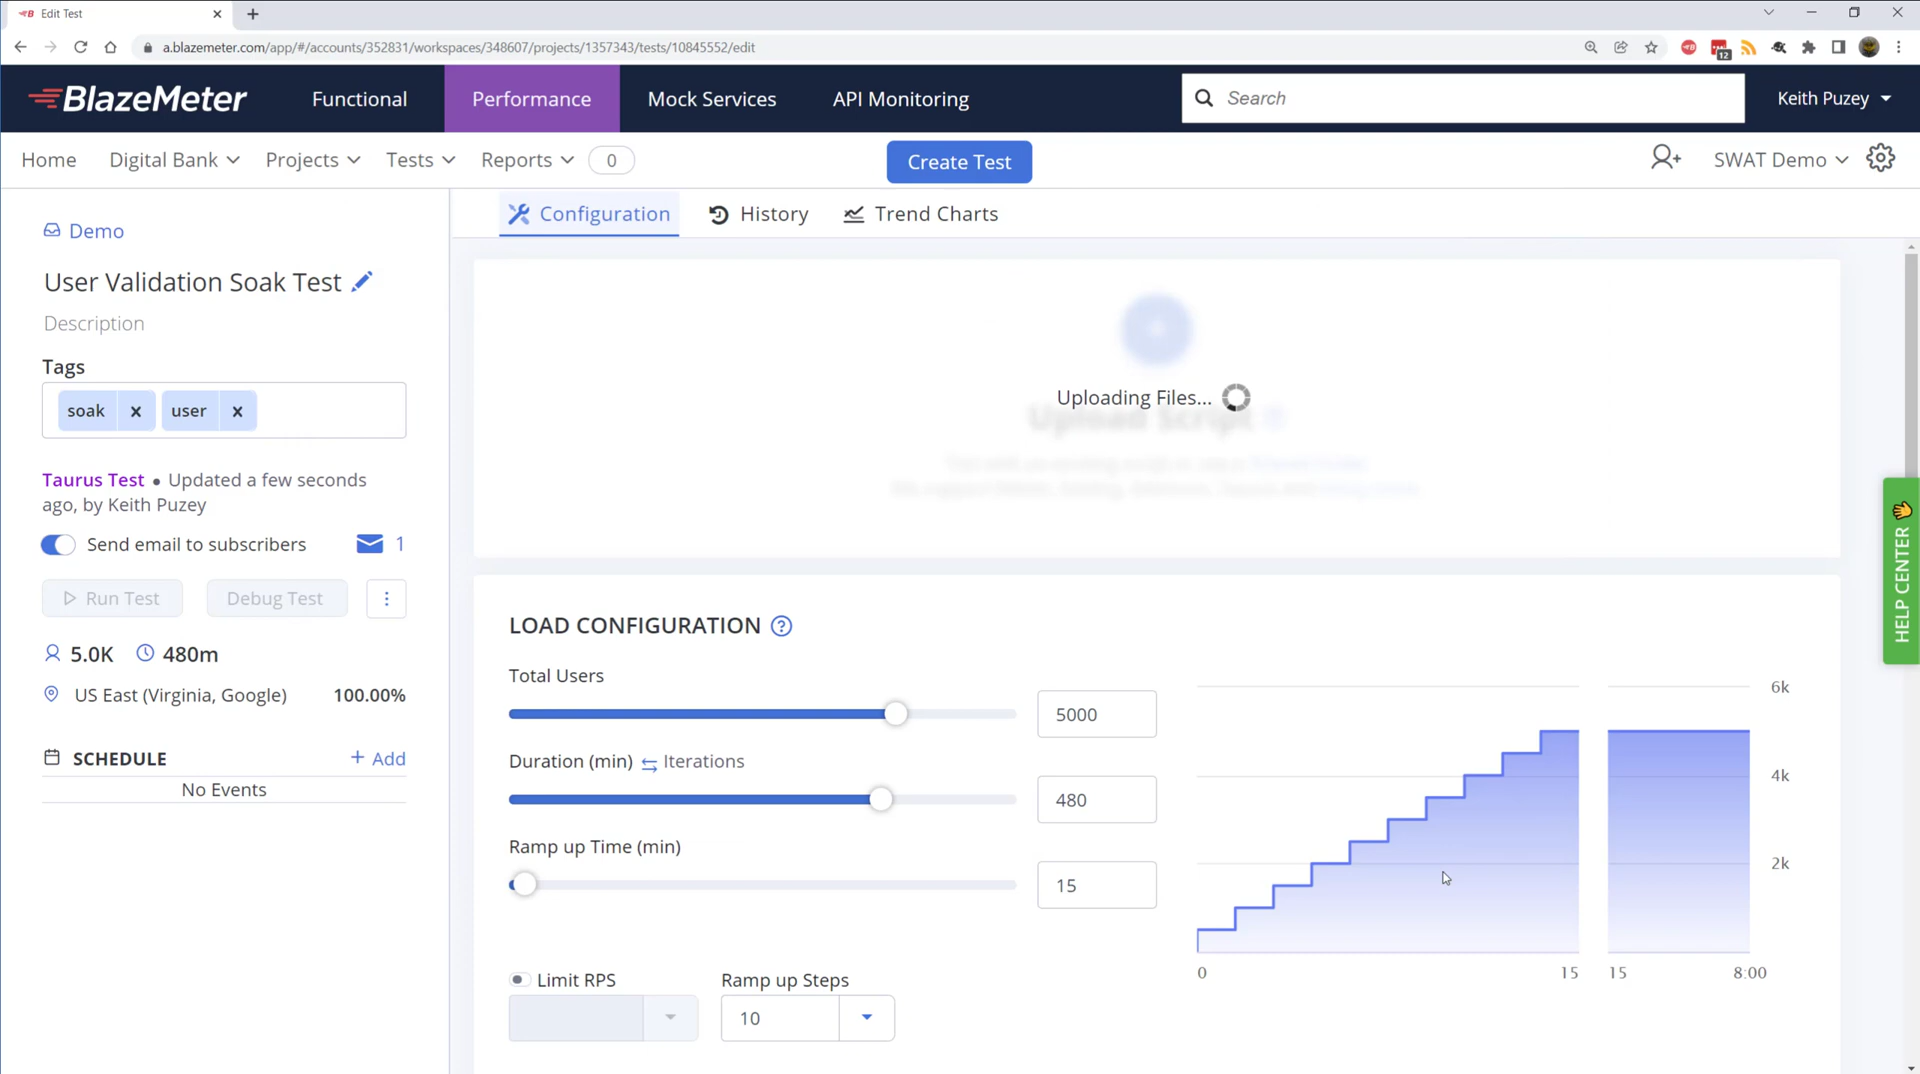 Edit Test
a.blazemeter.com/app/#/accounts/352831/workspaces/348607/projects/1357343/tests/10845552/edit
12
BlazeMeter Functional Performance Mock Services API Monitoring Search Keith Puzey
Home Digital Bank Projects Tests Reports 0 Create Test SWAT Demo
Configuration History Trend Charts
Demo
User Validation Soak Test
Description
Tags
soak x user x
Taurus Test • Updated a few seconds
ago, by Keith Puzey
Send email to subscribers 1
Run Test Debug Test
5.0K 480m
US East (Virginia, Google) 100.00%
SCHEDULE + Add
No Events
Uploading Files...
Upload Script
LOAD CONFIGURATION ?
Total Users
5000
Duration (min) Iterations
480
Ramp up Time (min)
15
Limit RPS Ramp up Steps
10
6k
4k
2k
0 15 15 8:00
HELP CENTER